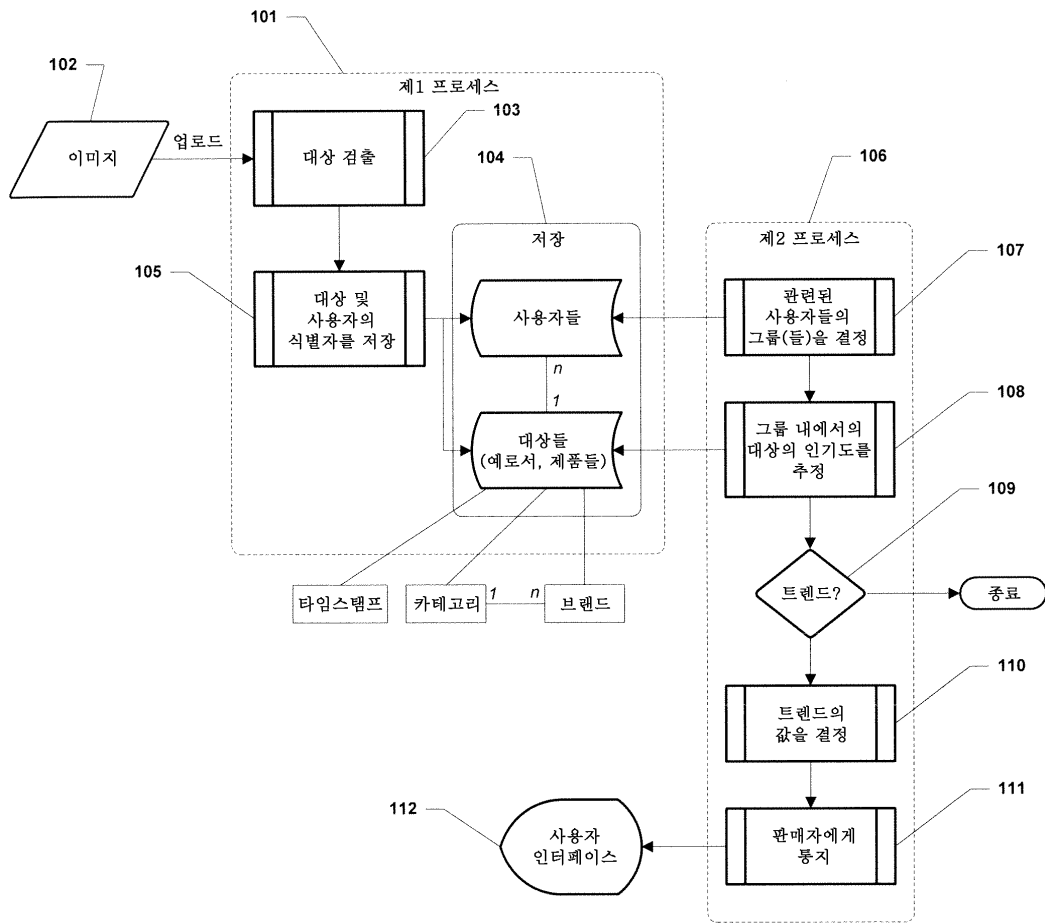 101
102
제1 프로세스
103
이미지
업로드
대상 검출
104
106
저장
제2 프로세스
105
107
대상 및
사용자의
식별자를 저장
사용자들
관련된
사용자들의
그룹(들)을 결정
n
1
108
대상들
(예로서, 제품들)
그룹 내에서의
대상의 인기도를
추정
109
타임스탬프
카테고리
1
n
브랜드
트렌드?
종료
110
트렌드의
값을 결정
111
112
사용자
인터페이스
판매자에게
통지